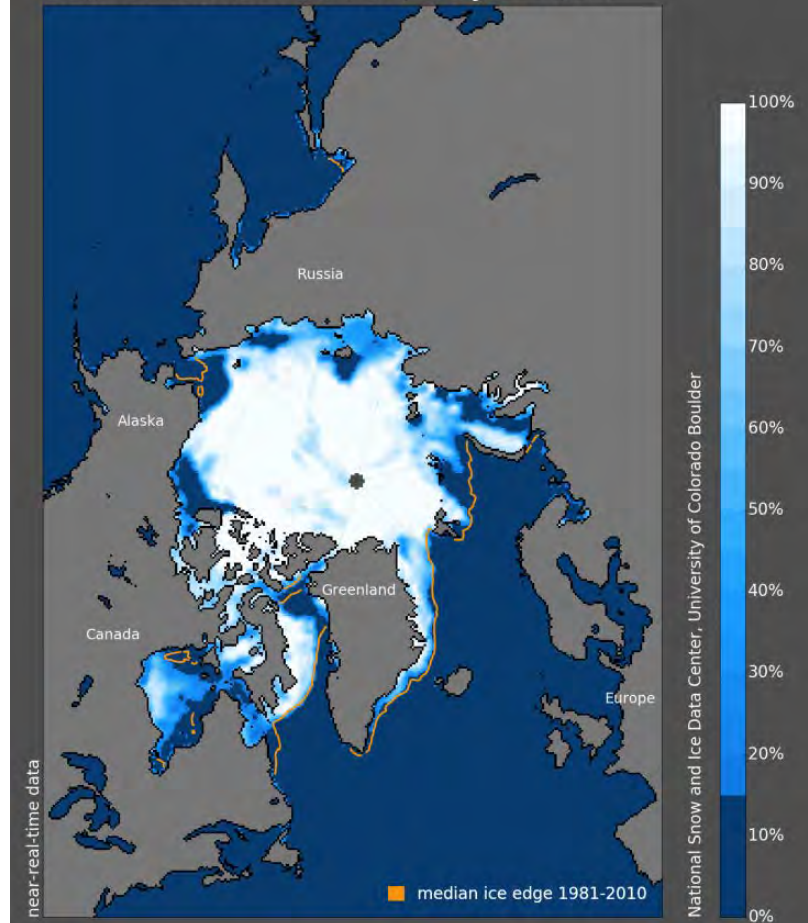 100%
90%
80%
70%
60%
50%
40%
30%
20%
10%
0%
Russia
Alaska
Greenland
Canada
Europe
near-real-time data
National Snow and Ice Data Center, University of Colorado Boulder
median ice edge 1981-2010